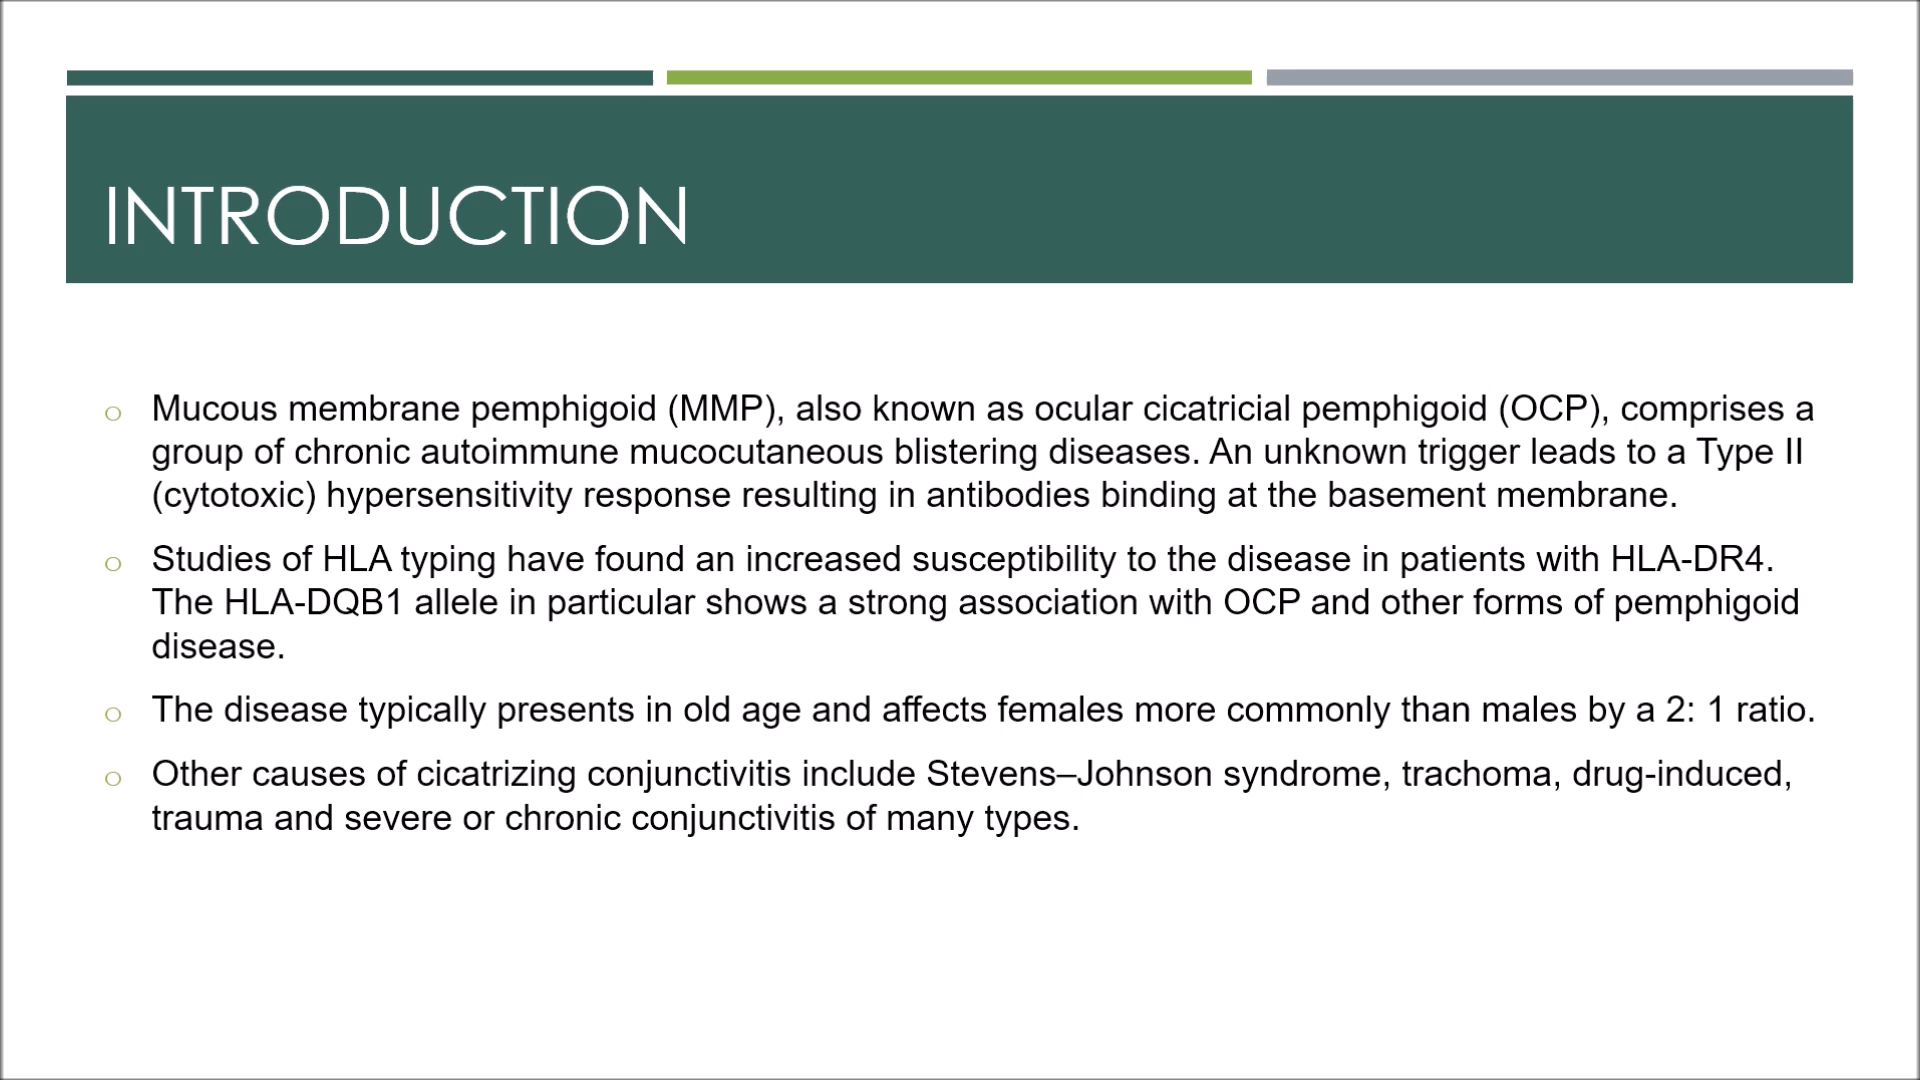 INTRODUCTION
o Mucous membrane pemphigoid (MMP), also known as ocular cicatricial pemphigoid (OCP), comprises a
group of chronic autoimmune mucocutaneous blistering diseases. An unknown trigger leads to a Type II
(cytotoxic) hypersensitivity response resulting in antibodies binding at the basement membrane.
o Studies of HLA typing have found an increased susceptibility to the disease in patients with HLA-DR4.
The HLA-DQB1 allele in particular shows a strong association with OCP and other forms of pemphigoid
disease.
o The disease typically presents in old age and affects females more commonly than males by a 2: 1 ratio.
o Other causes of cicatrizing conjunctivitis include Stevens–Johnson syndrome, trachoma, drug-induced,
trauma and severe or chronic conjunctivitis of many types.